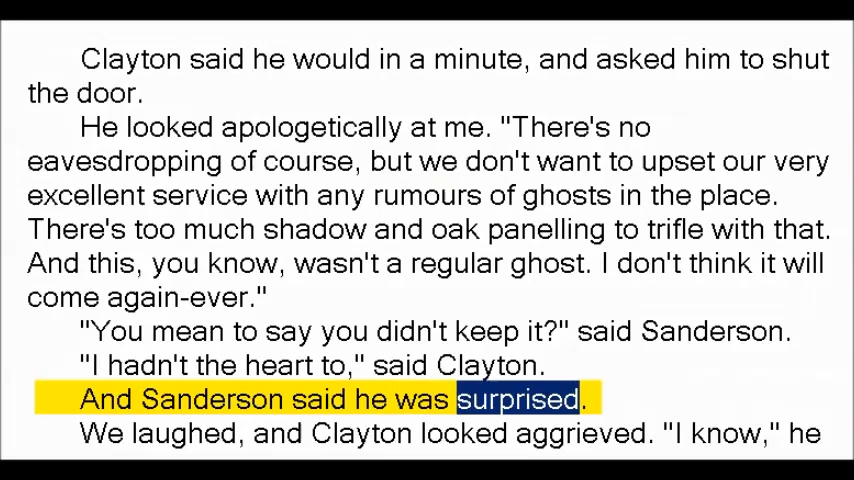 Clayton said he would in a minute, and asked him to shut
the door.
He looked apologetically at me. "There's no
eavesdropping of course, but we don't want to upset our very
excellent service with any rumours of ghosts in the place.
There's too much shadow and oak panelling to trifle with that.
And this, you know, wasn't a regular ghost. I don't think it will
come again-ever."
"You mean to say you didn't keep it?" said Sanderson.
"I hadn't the heart to," said Clayton.
And Sanderson said he was surprised.
We laughed, and Clayton looked aggrieved. "I know," he